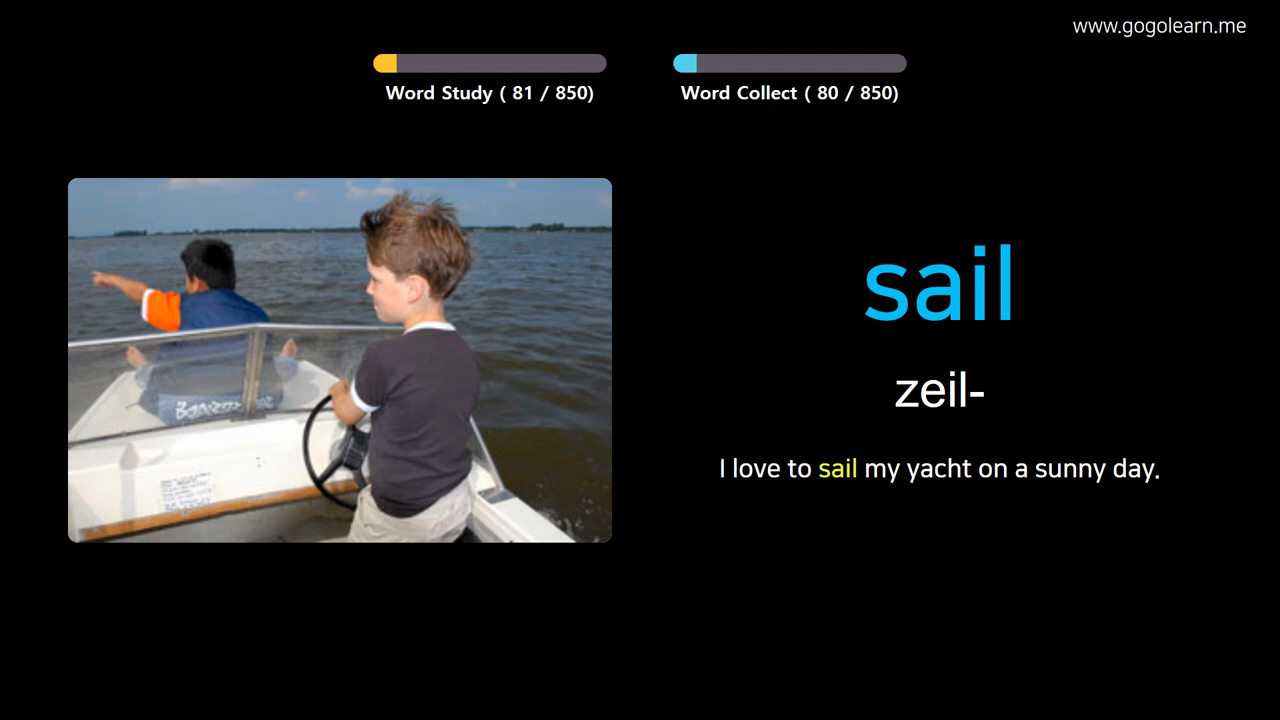 www.gogolearn.me
Word Study ( 81 / 850)
Word Collect ( 80 / 850)
sail
zeil-
I love to sail my yacht on a sunny day.